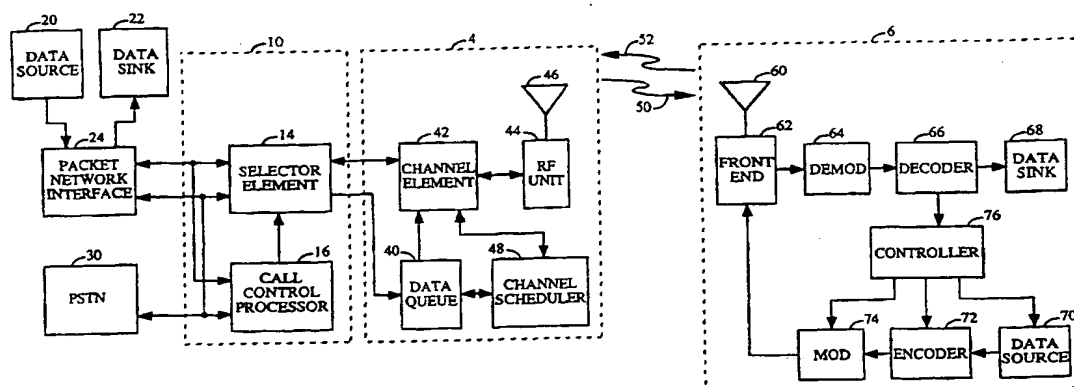 20
DATA
SOURCE
22
DATA
SINK
24
PACKET
NETWORK
INTERFACE
30
PSTN
10
14
SELECTOR
ELEMENT
16
CALL
CONTROL
PROCESSOR
4
46
42
CHANNEL
ELEMENT
44
RF
UNIT
40
DATA
QUEUE
48
CHANNEL
SCHEDULER
52
50
6
60
62
FRONT
END
64
DEMOD
66
DECODER
68
DATA
SINK
76
CONTROLLER
74
MOD
72
ENCODER
70
DATA
SOURCE